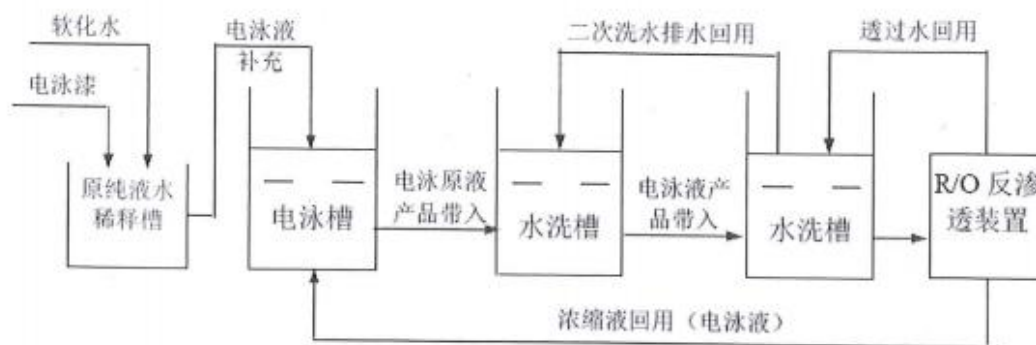 软化水
电泳漆
原纯液水
稀释槽
电泳液
补充
电泳槽
电泳原液
产品带入
二次洗水排水回用
水洗槽
电泳液产
品带入
透过水回用
水洗槽
R/O 反渗
透装置
浓缩液回用（电泳液）